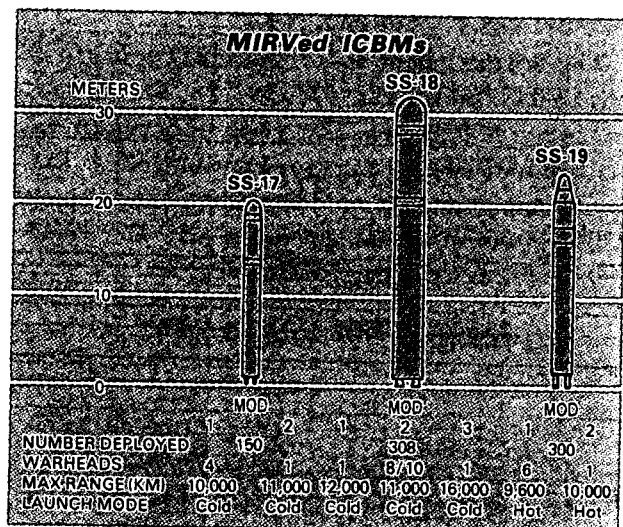 MIRVed ICBMs
METERS
SS-18
30
SS-19
SS-17
20
10
0
MOD MOD MOD
1 2 1 2 3 1 2
NUMBER DEPLOYED 150 308 300
WARHEADS 4 1 1 8/10 1 6 1
MAX RANGE (KM) 10,000 11,000 12,000 11,000 16,000 9,600 10,000
LAUNCH MODE Cold Cold Cold Cold Cold Hot Hot